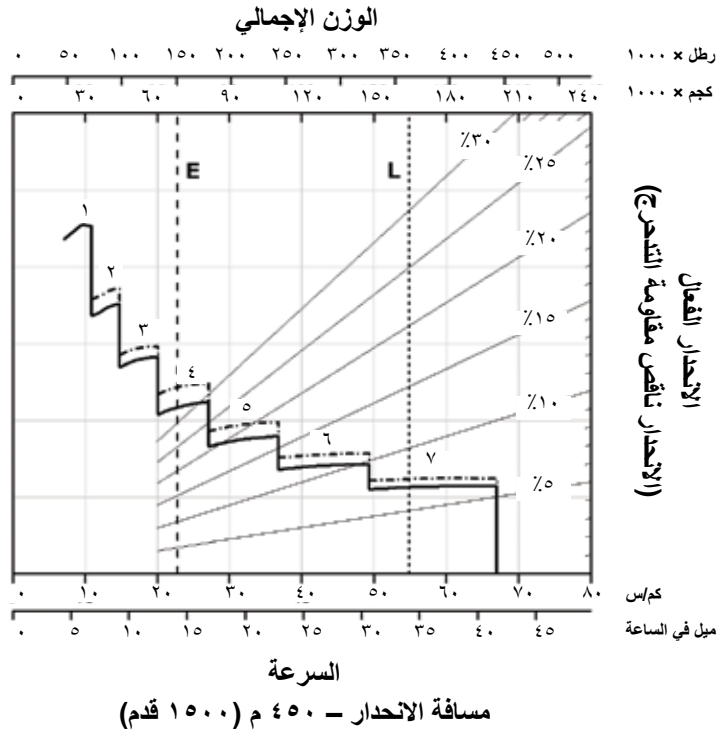 الوزن الإجمالي
٠ ٥٠ ١٠٠ ١٥٠ ٢٠٠ ٢٥٠ ٣٠٠ ٣٥٠ ٤٠٠ ٤٥٠ ٥٠٠ رطل × ١٠٠٠
٠ ٣٠ ٦٠ ٩٠ ١٢٠ ١٥٠ ١٨٠ ٢١٠ ٢٤٠ كجم × ١٠٠٠
E
L
٪٣٠
٪٢٥
٪٢٠
٪١٥
٪١٠
٪٥
١
٢
٣
٤
٥
٦
٧
الانحدار الفعال
(الانحدار ناقص مقاومة التدحرج)
٠ ١٠ ٢٠ ٣٠ ٤٠ ٥٠ ٦٠ ٧٠ ٨٠ كم/س
٠ ٥ ١٠ ١٥ ٢٠ ٢٥ ٣٠ ٣٥ ٤٠ ٤٥ ميل في الساعة
السرعة
مسافة الانحدار – ٤٥٠ م (١٥٠٠ قدم)